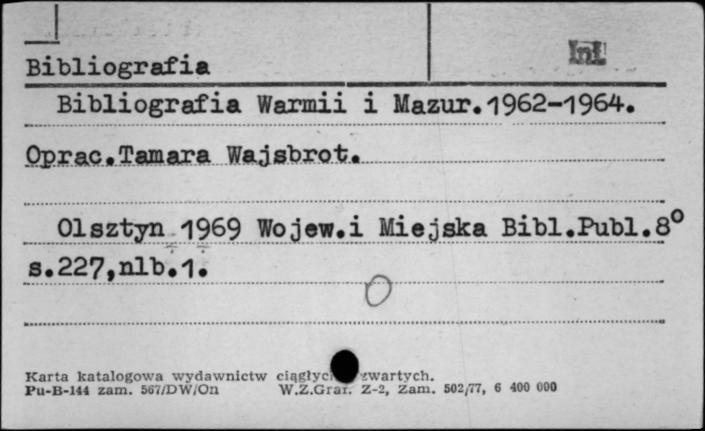 Inf.
Bibliografia
Bibliografia Warmii i Mazur.1962-1964.
Oprac.Tamara Wajsbrot.
Olsztyn 1969 Wojew.i Miejska Bibl.Publ.8°
s.227,nlb.1.
Karta katalogowa wydawnictw zwartych.
Pu-B-144 zam. 567/DW/On W.Z.Graf. Z-2, Zam. 502/77, 6 400 000